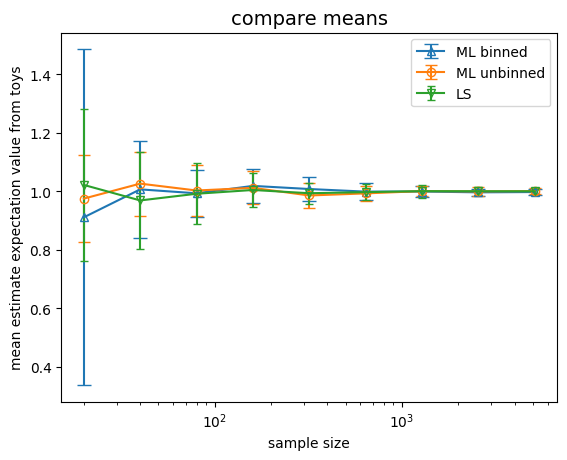 compare means
mean estimate expectation value from toys
1.4
1.2
1.0
0.8
0.6
0.4
ML binned
ML unbinned
LS
10²
10³
sample size